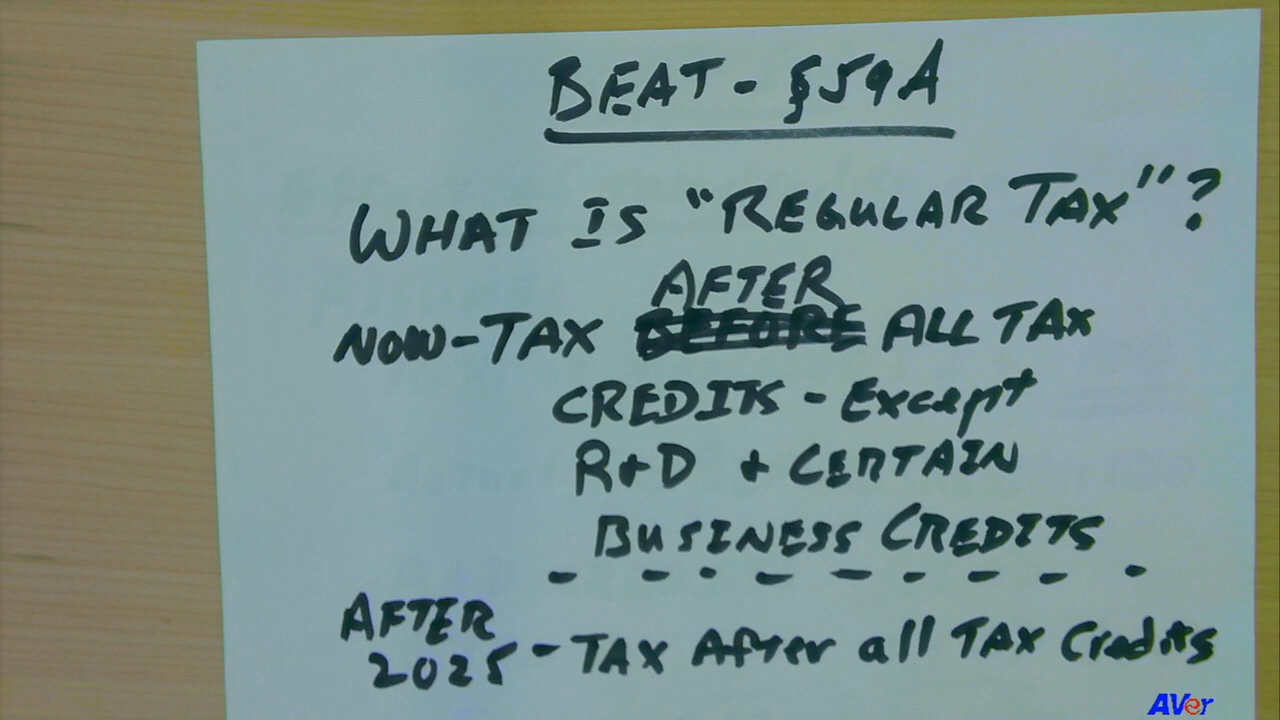 BEAT - §59A
WHAT IS "REGULAR TAX"?
AFTER
NOW-TAX BEFORE ALL TAX
CREDITS - Except
R+D + CERTAIN
BUSINESS CREDITS
AFTER
2025 - TAX After all TAX Credits
AVer